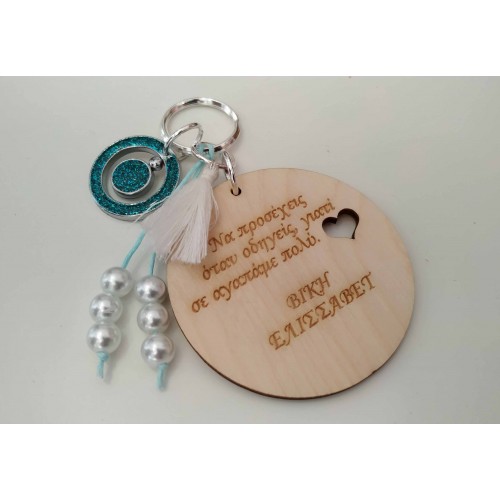 Να προσέχεις
όταν οδηγείς, γιατί
σε αγαπάμε πολύ.
ΒΙΚΗ
ΕΛΙΣΣΑΒΕΤ